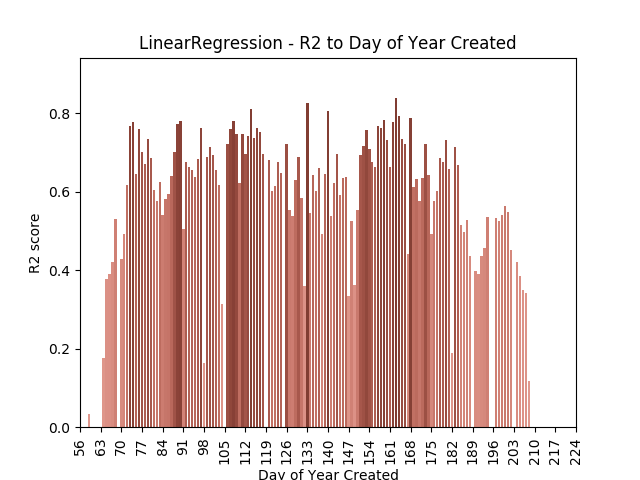 LinearRegression - R2 to Day of Year Created
R2 score
0.8
0.6
0.4
0.2
0.0
56 63 70 77 84 91 98 105 112 119 126 133 140 147 154 161 168 175 182 189 196 203 210 217 224
Day of Year Created